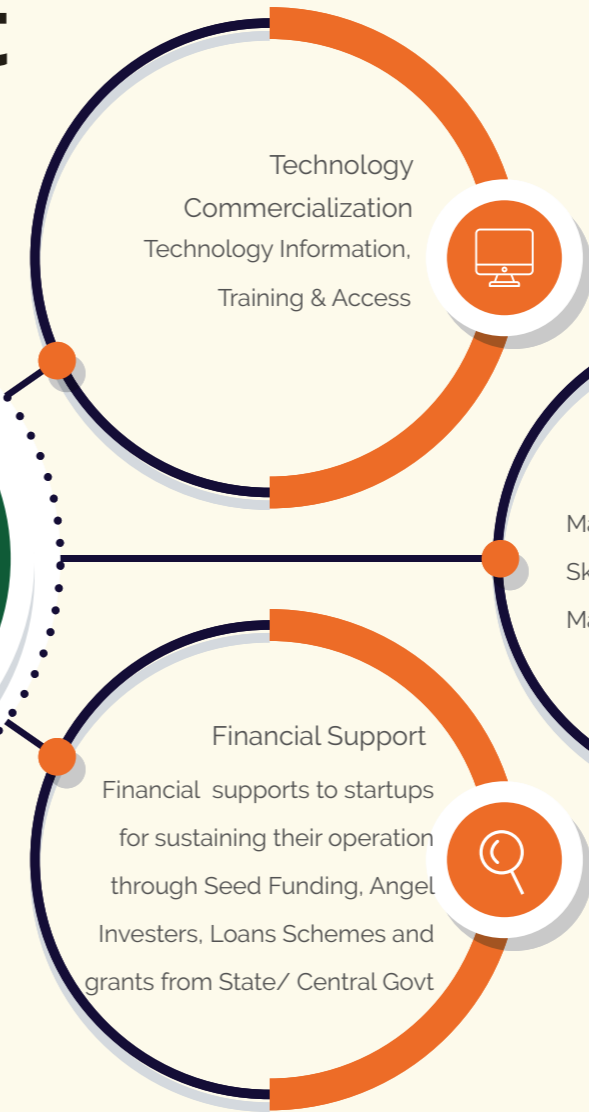 t
Technology
Commercialization
Technology Information,
Training & Access
Financial Support
Financial supports to startups
for sustaining their operation
through Seed Funding, Angel
Investers, Loans Schemes and
grants from State/ Central Govt